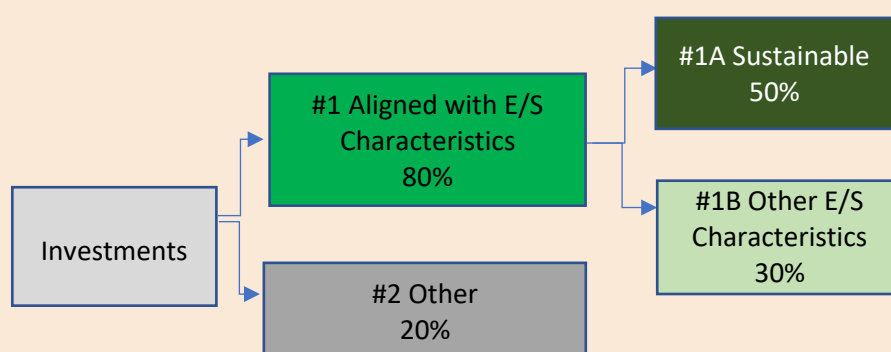 #1A Sustainable
50%
#1 Aligned with E/S
Characteristics
80%
#1B Other E/S
Characteristics
30%
Investments
#2 Other
20%